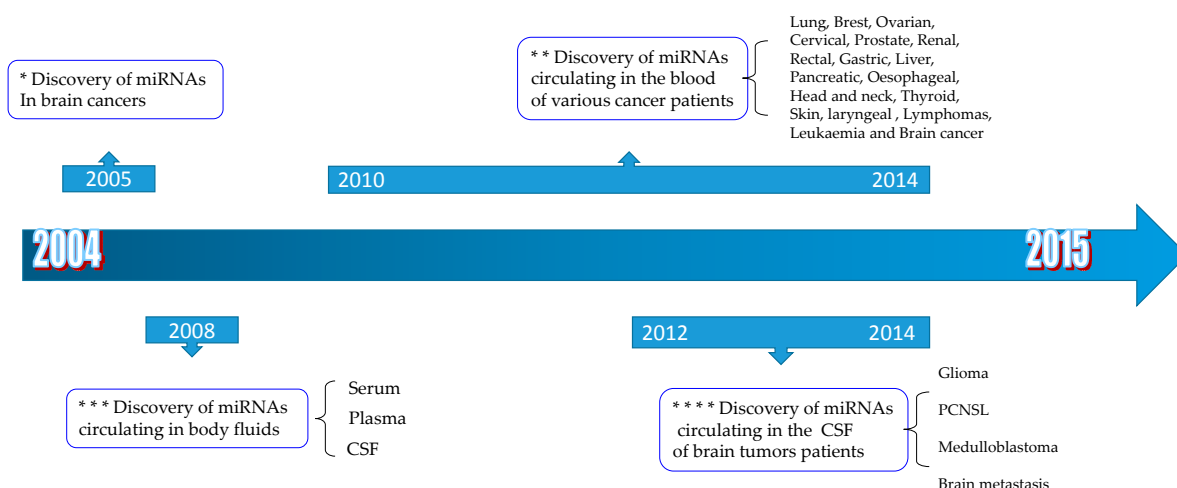 * Discovery of miRNAs
In brain cancers
* * Discovery of miRNAs
circulating in the blood
of various cancer patients
Lung, Brest, Ovarian,
Cervical, Prostate, Renal,
Rectal, Gastric, Liver,
Pancreatic, Oesophageal,
Head and neck, Thyroid,
Skin, laryngeal , Lymphomas,
Leukaemia and Brain cancer
2005
2010
2014
2004
2015
2008
2012
2014
* * * Discovery of miRNAs
circulating in body fluids
Serum
Plasma
CSF
* * * * Discovery of miRNAs
circulating in the CSF
of brain tumors patients
Glioma
PCNSL
Medulloblastoma
Brain metastasis